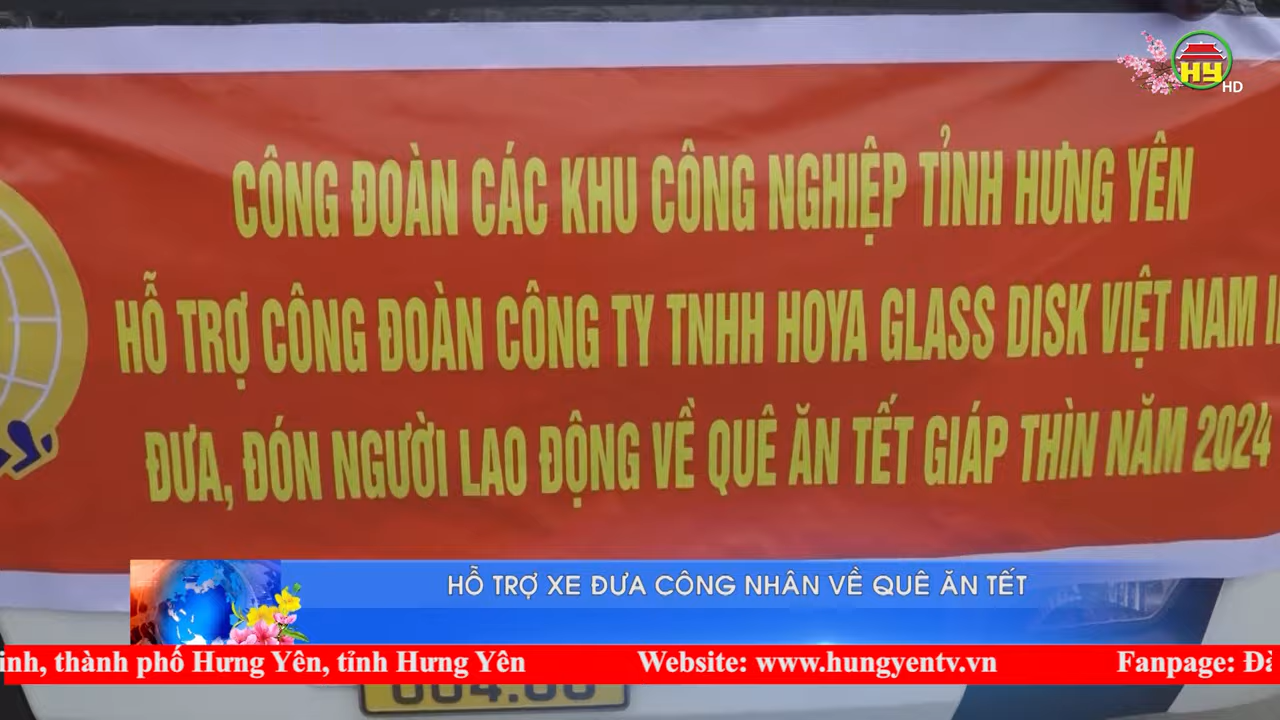 HY
HD
CÔNG ĐOÀN CÁC KHU CÔNG NGHIỆP TỈNH HƯNG YÊN
HỖ TRỢ CÔNG ĐOÀN CÔNG TY TNHH HOYA GLASS DISK VIỆT NAM
ĐƯA, ĐÓN NGƯỜI LAO ĐỘNG VỀ QUÊ ĂN TẾT GIÁP THÌN NĂM 2024
HỖ TRỢ XE ĐƯA CÔNG NHÂN VỀ QUÊ ĂN TẾT
inh, thành phố Hưng Yên, tỉnh Hưng Yên Website: www.hungyentv.vn Fanpage: Đà